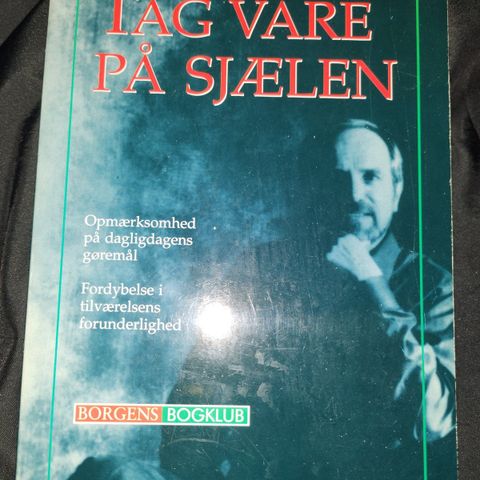 TAG VARE
PÅ SJÆLEN
Opmærksomhed
på dagligdagens
gøremål
Fordybelse i
tilværelsens
forunderlighed
BORGENS BOGKLUB